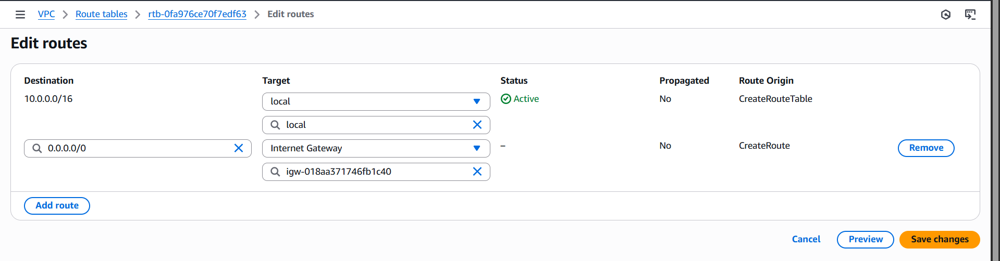 VPC > Route tables > rtb-0fa976ce70f7edf63 > Edit routes
Edit routes
Destination Target Status Propagated Route Origin
10.0.0.0/16 local Active No CreateRouteTable
local
0.0.0.0/0 Internet Gateway – No CreateRoute Remove
igw-018aa371746fb1c40
Add route
Cancel Preview Save changes